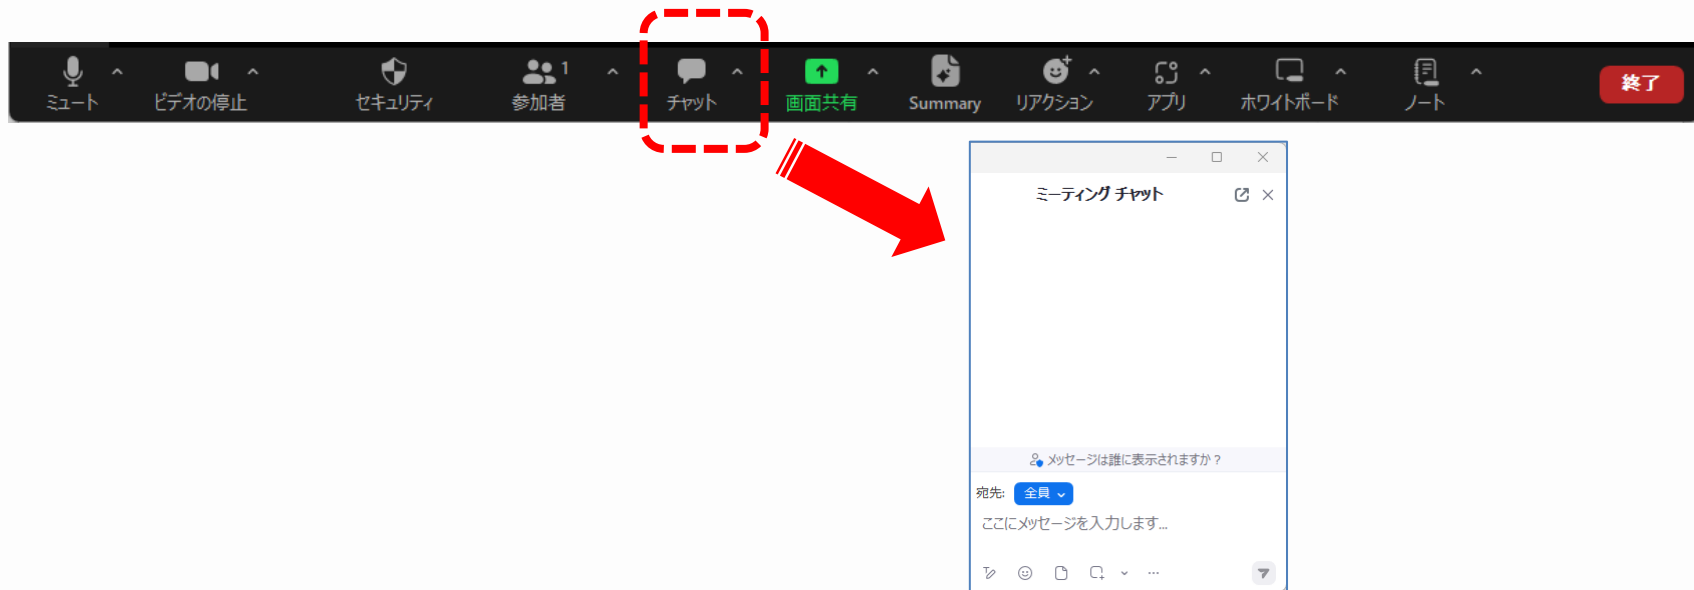 ミュート ビデオの停止 セキュリティ 参加者 1 チャット 画面共有 Summary リアクション アプリ ホワイトボード ノート 終了
ミーティング チャット
メッセージは誰に表示されますか？
宛先: 全員
ここにメッセージを入力します...